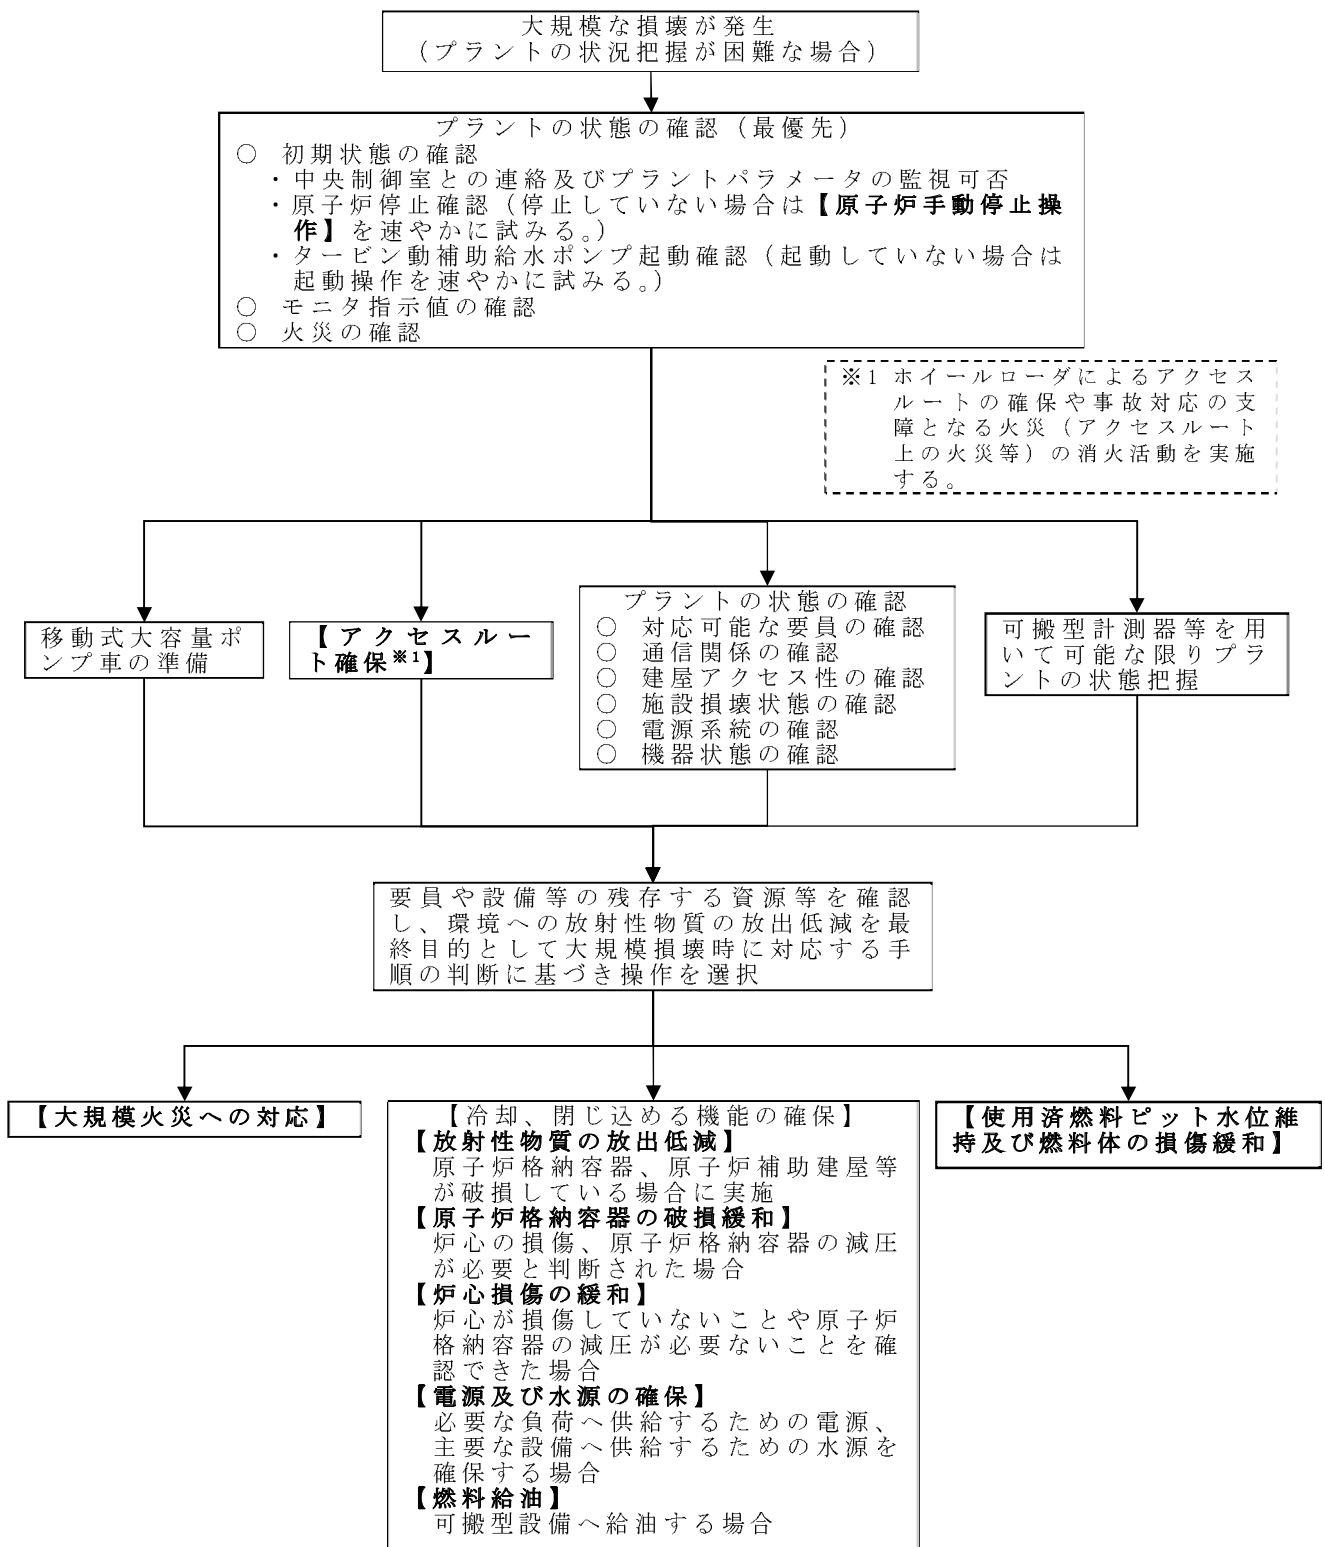 大規模な損壊が発生
（プラントの状況把握が困難な場合）
プラントの状態の確認（最優先）
○ 初期状態の確認
・中央制御室との連絡及びプラントパラメータの監視可否
・原子炉停止確認（停止していない場合は【原子炉手動停止操
作】を速やかに試みる。）
・タービン動補助給水ポンプ起動確認（起動していない場合は
起動操作を速やかに試みる。）
○ モニタ指示値の確認
○ 火災の確認
※1 ホイールローダによるアクセス
ルートの確保や事故対応の支
障となる火災（アクセスルート
上の火災等）の消火活動を実施
する。
移動式大容量ポ
ンプ車の準備
【アクセスルー
ト確保※1】
プラントの状態の確認
○ 対応可能な要員の確認
○ 通信関係の確認
○ 建屋アクセス性の確認
○ 施設損壊状態の確認
○ 電源系統の確認
○ 機器状態の確認
可搬型計測器等を用
いて可能な限りプラ
ントの状態把握
要員や設備等の残存する資源等を確認
し、環境への放射性物質の放出低減を最
終目的として大規模損壊時に対応する手
順の判断に基づき操作を選択
【大規模火災への対応】
【冷却、閉じ込める機能の確保】
【放射性物質の放出低減】
原子炉格納容器、原子炉補助建屋等
が破損している場合に実施
【原子炉格納容器の破損緩和】
炉心の損傷、原子炉格納容器の減圧
が必要と判断された場合
【炉心損傷の緩和】
炉心が損傷していないことや原子炉
格納容器の減圧が必要ないことを確
認できた場合
【電源及び水源の確保】
必要な負荷へ供給するための電源、
主要な設備へ供給するための水源を
確保する場合
【燃料給油】
可搬型設備へ給油する場合
【使用済燃料ピット水位維
持及び燃料体の損傷緩和】